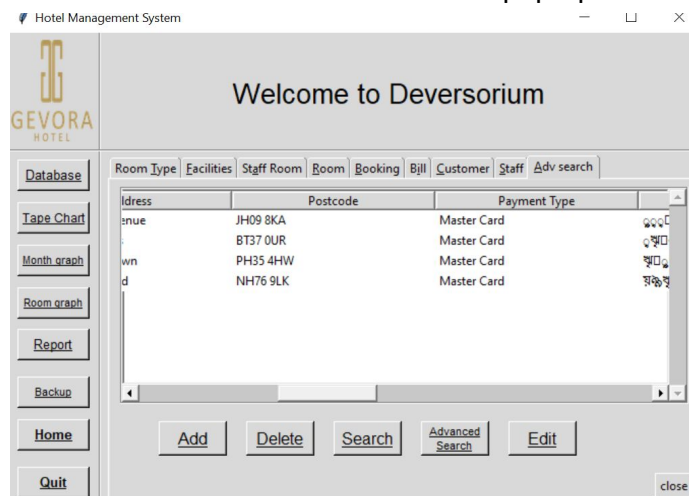 Hotel Management System
GEVORA
HOTEL
Welcome to Deversorium
Database
Tape Chart
Month graph
Room graph
Report
Backup
Home
Quit
Room Type Facilities Staff Room Room Booking Bill Customer Staff Adv search
ldress Postcode Payment Type
enue JH09 8KA Master Card
BT37 0UR Master Card
wn PH35 4HW Master Card
d NH76 9LK Master Card
Add Delete Search Advanced Search Edit
close